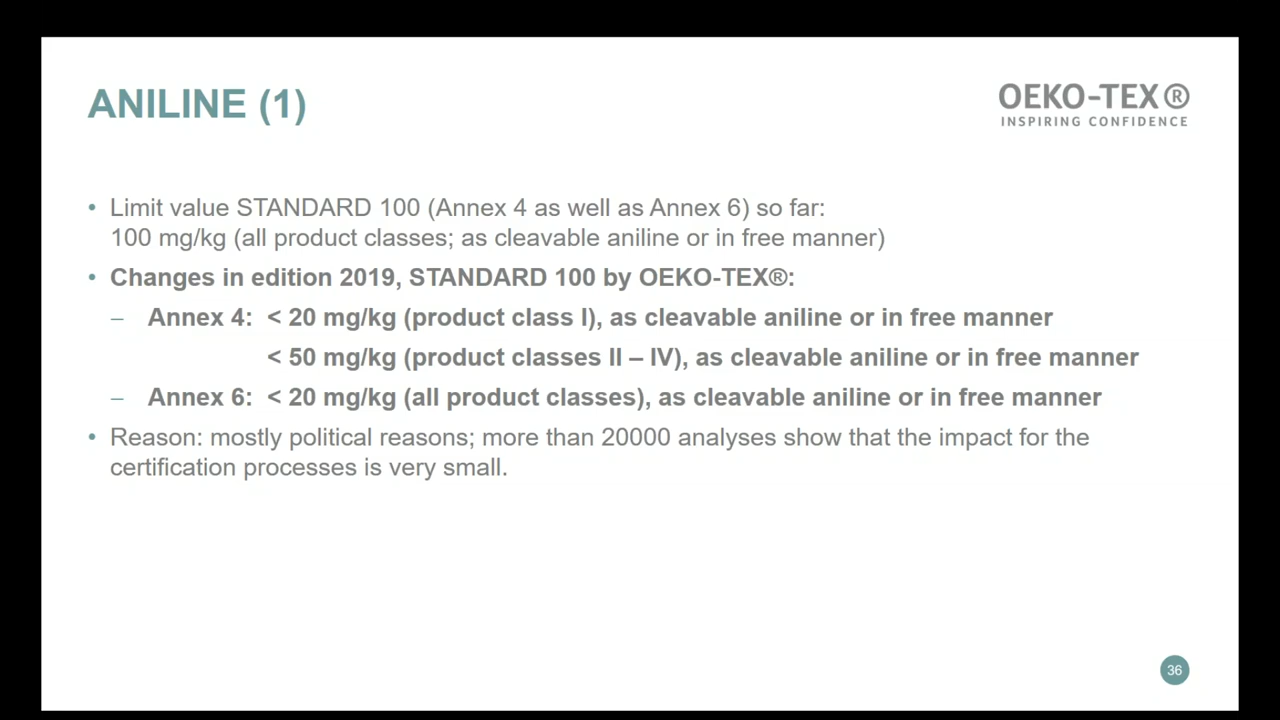 ANILINE (1)
OEKO-TEX®
INSPIRING CONFIDENCE
• Limit value STANDARD 100 (Annex 4 as well as Annex 6) so far:
100 mg/kg (all product classes; as cleavable aniline or in free manner)
• Changes in edition 2019, STANDARD 100 by OEKO-TEX®:
– Annex 4: < 20 mg/kg (product class I), as cleavable aniline or in free manner
< 50 mg/kg (product classes II – IV), as cleavable aniline or in free manner
– Annex 6: < 20 mg/kg (all product classes), as cleavable aniline or in free manner
• Reason: mostly political reasons; more than 20000 analyses show that the impact for the
certification processes is very small.
36